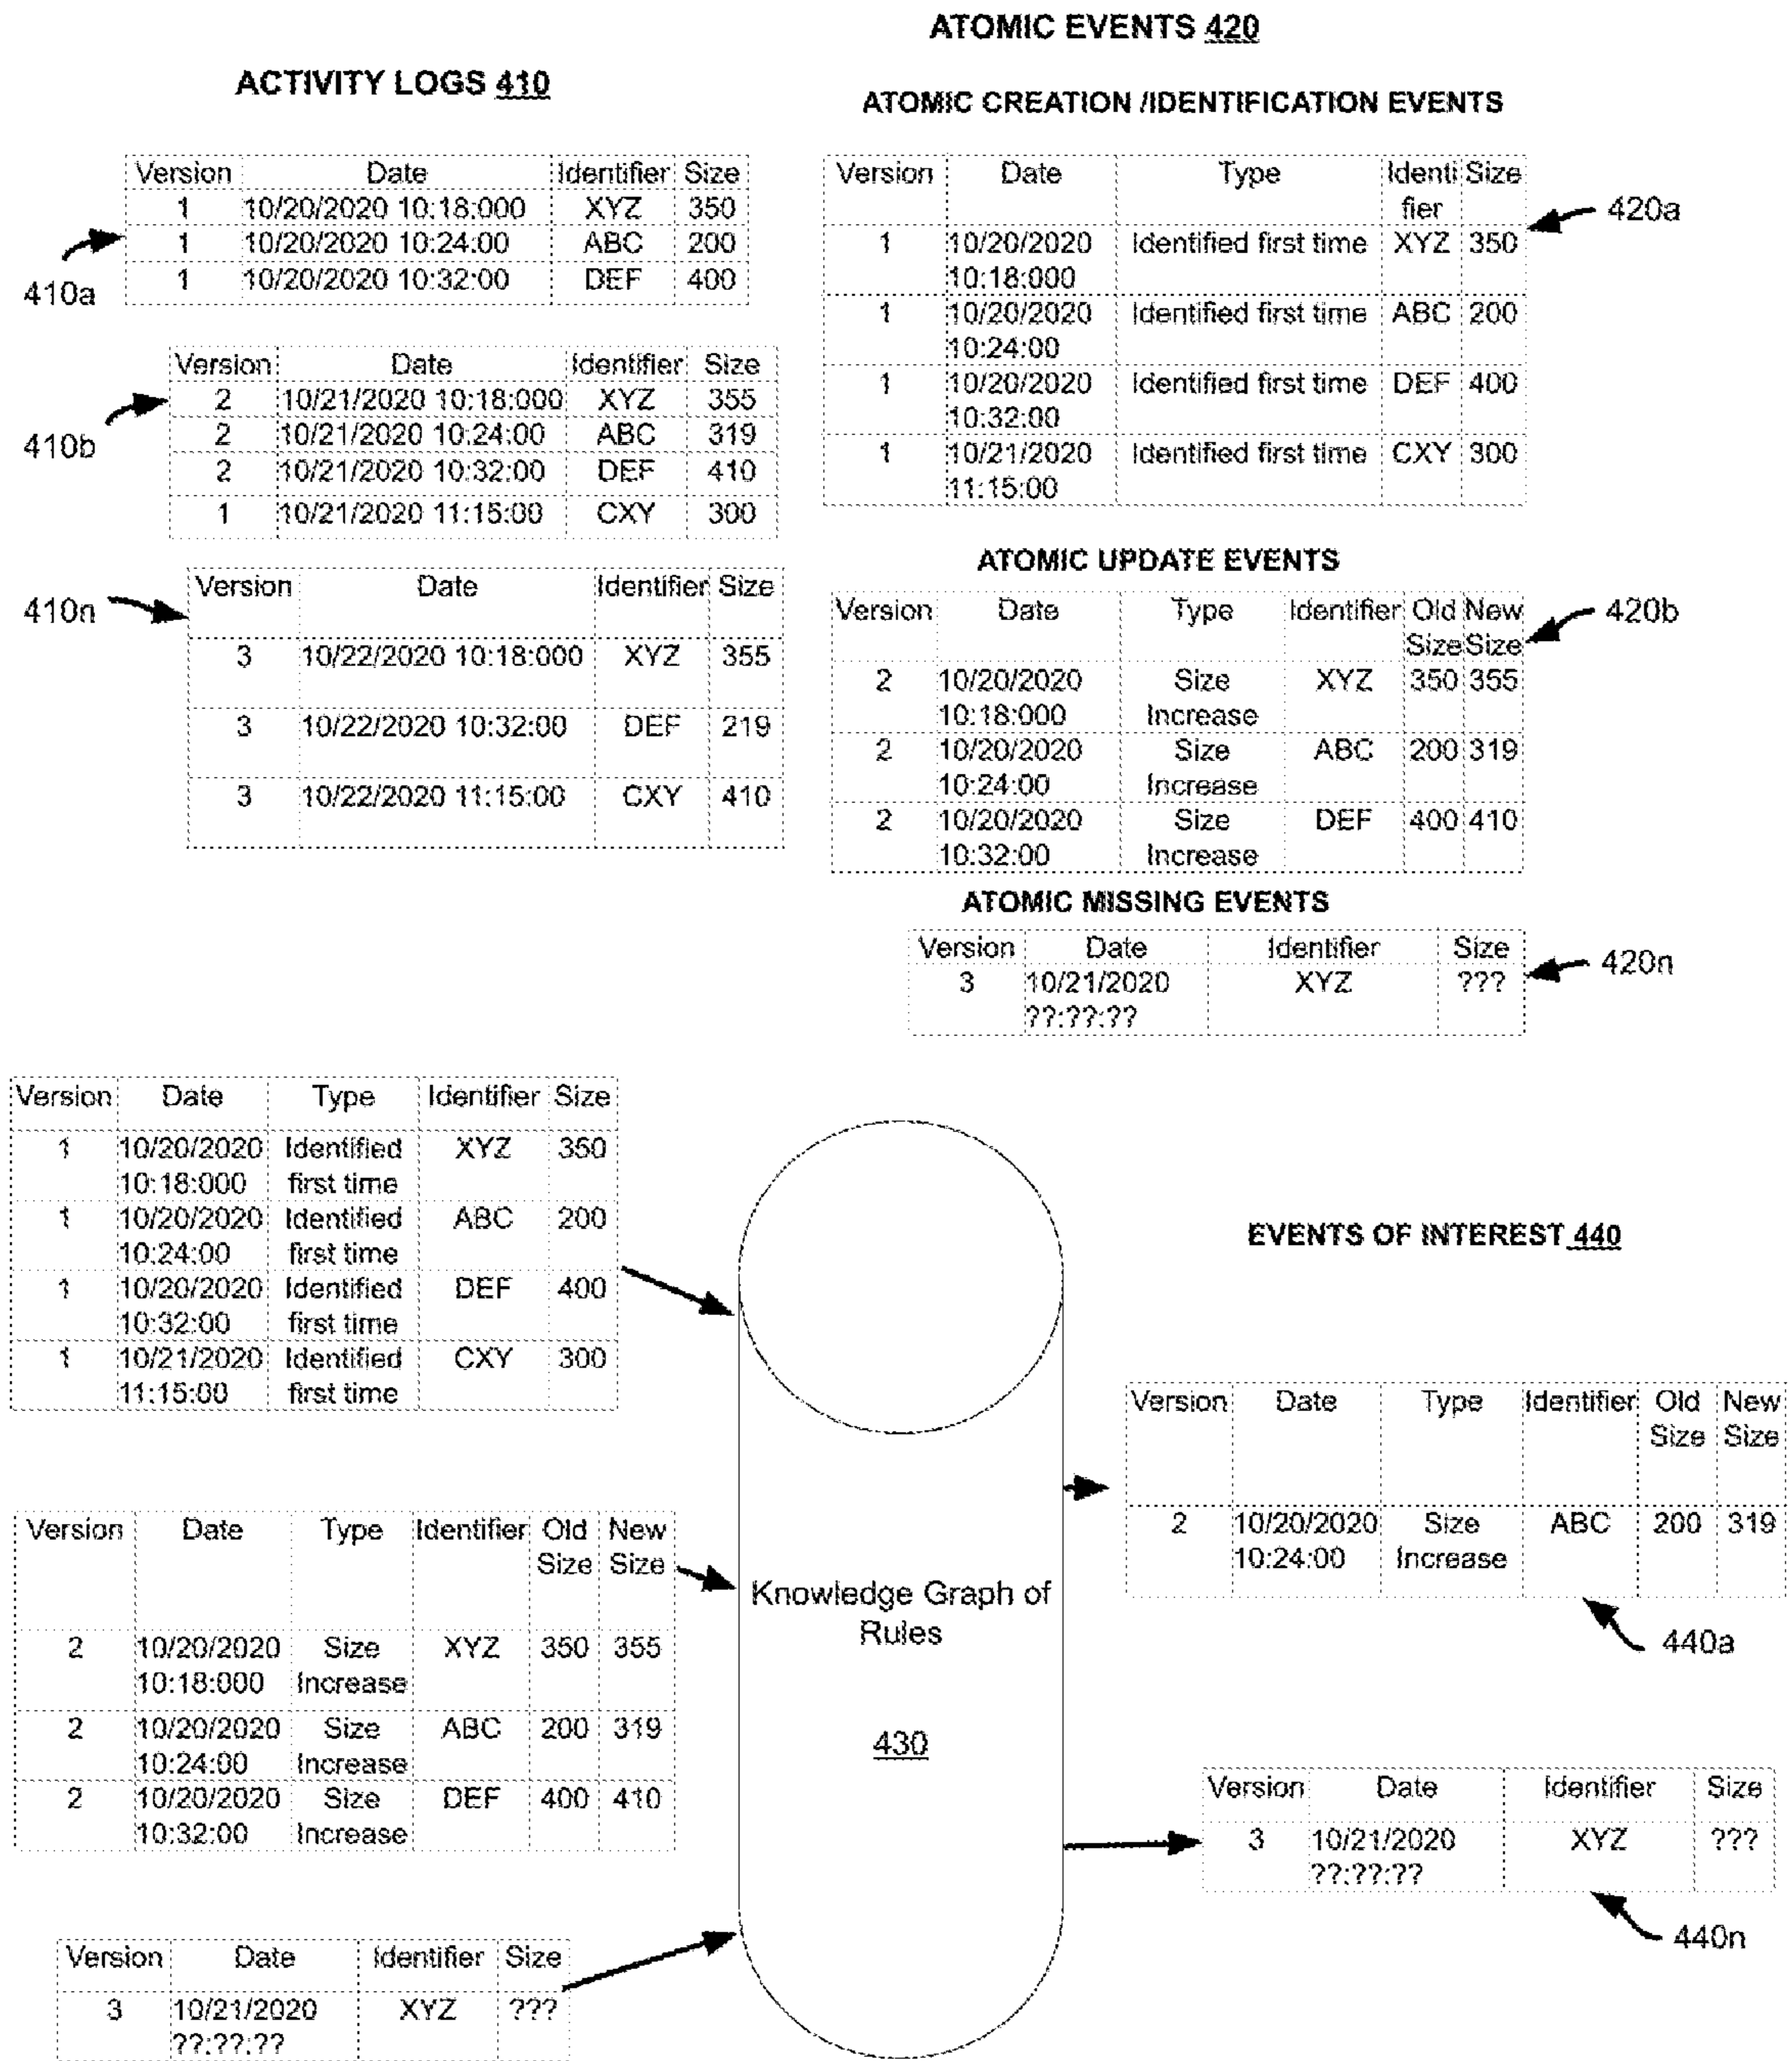 ATOMIC EVENTS 420
ACTIVITY LOGS 410
ATOMIC CREATION /IDENTIFICATION EVENTS
Version Date Identifier Size
1 10/20/2020 10:18:000 XYZ 350
1 10/20/2020 10:24:00 ABC 200
1 10/20/2020 10:32:00 DEF 400
410a
Version Date Identifier Size
2 10/21/2020 10:18:000 XYZ 355
2 10/21/2020 10:24:00 ABC 319
2 10/21/2020 10:32:00 DEF 410
1 10/21/2020 11:15:00 CXY 300
410b
Version Date Identifier Size
3 10/22/2020 10:18:000 XYZ 355
3 10/22/2020 10:32:00 DEF 219
3 10/22/2020 11:15:00 CXY 410
410n
Version Date Type Identi Size
fier
1 10/20/2020 Identified first time XYZ 350
10:18:000
1 10/20/2020 Identified first time ABC 200
10:24:00
1 10/20/2020 Identified first time DEF 400
10:32:00
1 10/21/2020 Identified first time CXY 300
11:15:00
420a
ATOMIC UPDATE EVENTS
Version Date Type Identifier Old New
Size Size
2 10/20/2020 Size XYZ 350 355
10:18:000 Increase
2 10/20/2020 Size ABC 200 319
10:24:00 Increase
2 10/20/2020 Size DEF 400 410
10:32:00 Increase
420b
ATOMIC MISSING EVENTS
Version Date Identifier Size
3 10/21/2020 XYZ ???
??:??:??
420n
Version Date Type Identifier Size
1 10/20/2020 Identified XYZ 350
10:18:000 first time
1 10/20/2020 Identified ABC 200
10:24:00 first time
1 10/20/2020 Identified DEF 400
10:32:00 first time
1 10/21/2020 Identified CXY 300
11:15:00 first time
Version Date Type Identifier Old New
Size Size
2 10/20/2020 Size XYZ 350 355
10:18:000 Increase
2 10/20/2020 Size ABC 200 319
10:24:00 Increase
2 10/20/2020 Size DEF 400 410
10:32:00 Increase
Version Date Identifier Size
3 10/21/2020 XYZ ???
??:??:??
Knowledge Graph of
Rules
430
EVENTS OF INTEREST 440
Version Date Type Identifier Old New
Size Size
2 10/20/2020 Size ABC 200 319
10:24:00 Increase
440a
Version Date Identifier Size
3 10/21/2020 XYZ ???
??:??:??
440n